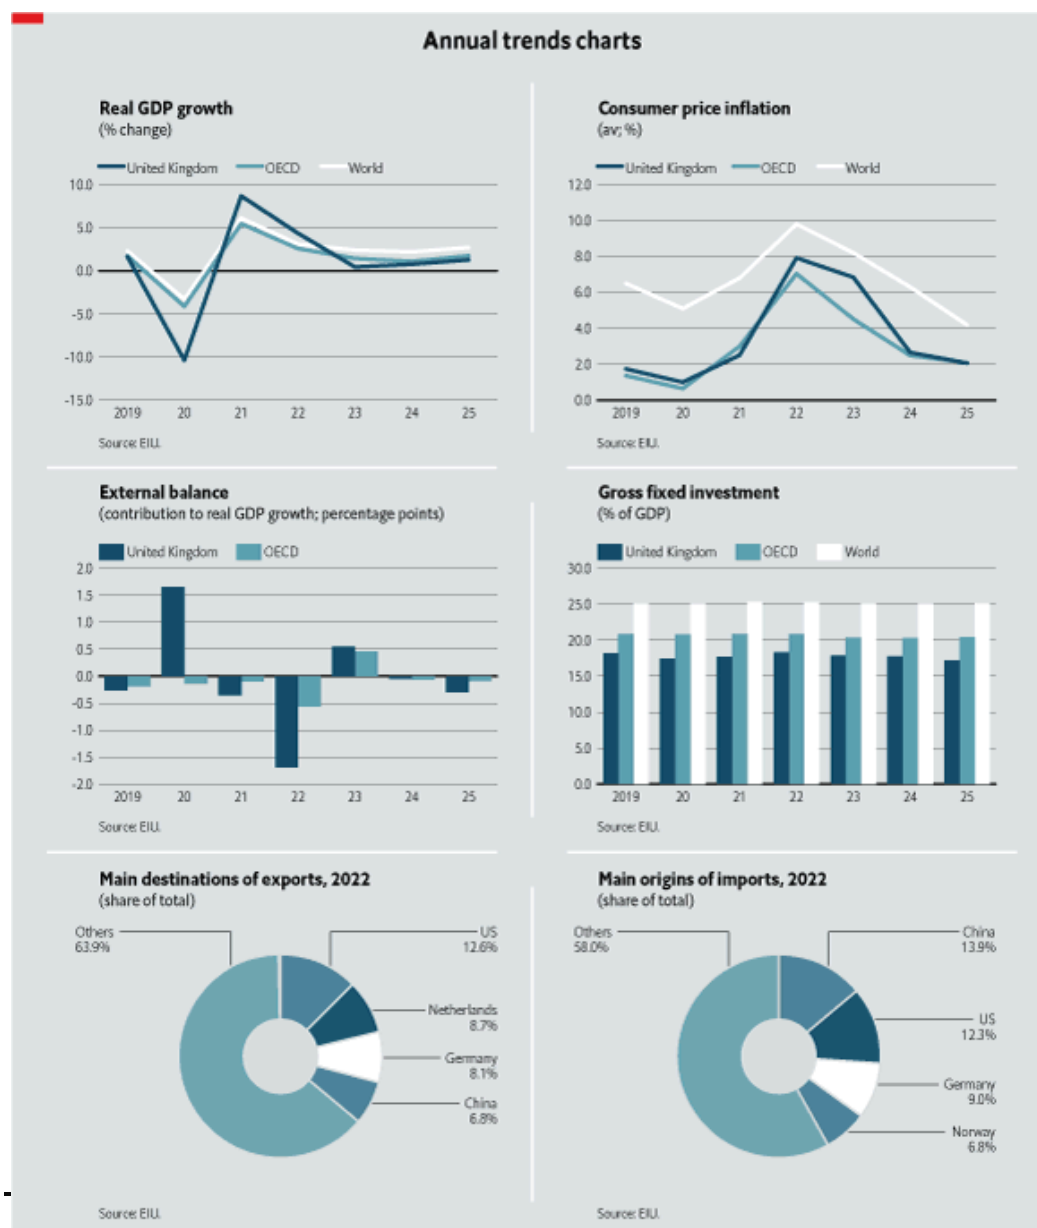 Annual trends charts
Real GDP growth
(% change)
United Kingdom OECD World
10.0
5.0
0.0
-5.0
-10.0
-15.0
2019 20 21 22 23 24 25
Source: EIU.
Consumer price inflation
(av; %)
United Kingdom OECD World
12.0
10.0
8.0
6.0
4.0
2.0
0.0
2019 20 21 22 23 24 25
Source: EIU.
External balance
(contribution to real GDP growth; percentage points)
United Kingdom OECD
2.0
1.5
1.0
0.5
0.0
-0.5
-1.0
-1.5
-2.0
2019 20 21 22 23 24 25
Source: EIU.
Gross fixed investment
(% of GDP)
United Kingdom OECD World
30.0
25.0
20.0
15.0
10.0
5.0
0.0
2019 20 21 22 23 24 25
Source: EIU.
Main destinations of exports, 2022
(share of total)
Others
63.9%
US
12.6%
Netherlands
8.7%
Germany
8.1%
China
6.8%
Source: EIU.
Main origins of imports, 2022
(share of total)
Others
58.0%
China
13.9%
US
12.3%
Germany
9.0%
Norway
6.8%
Source: EIU.